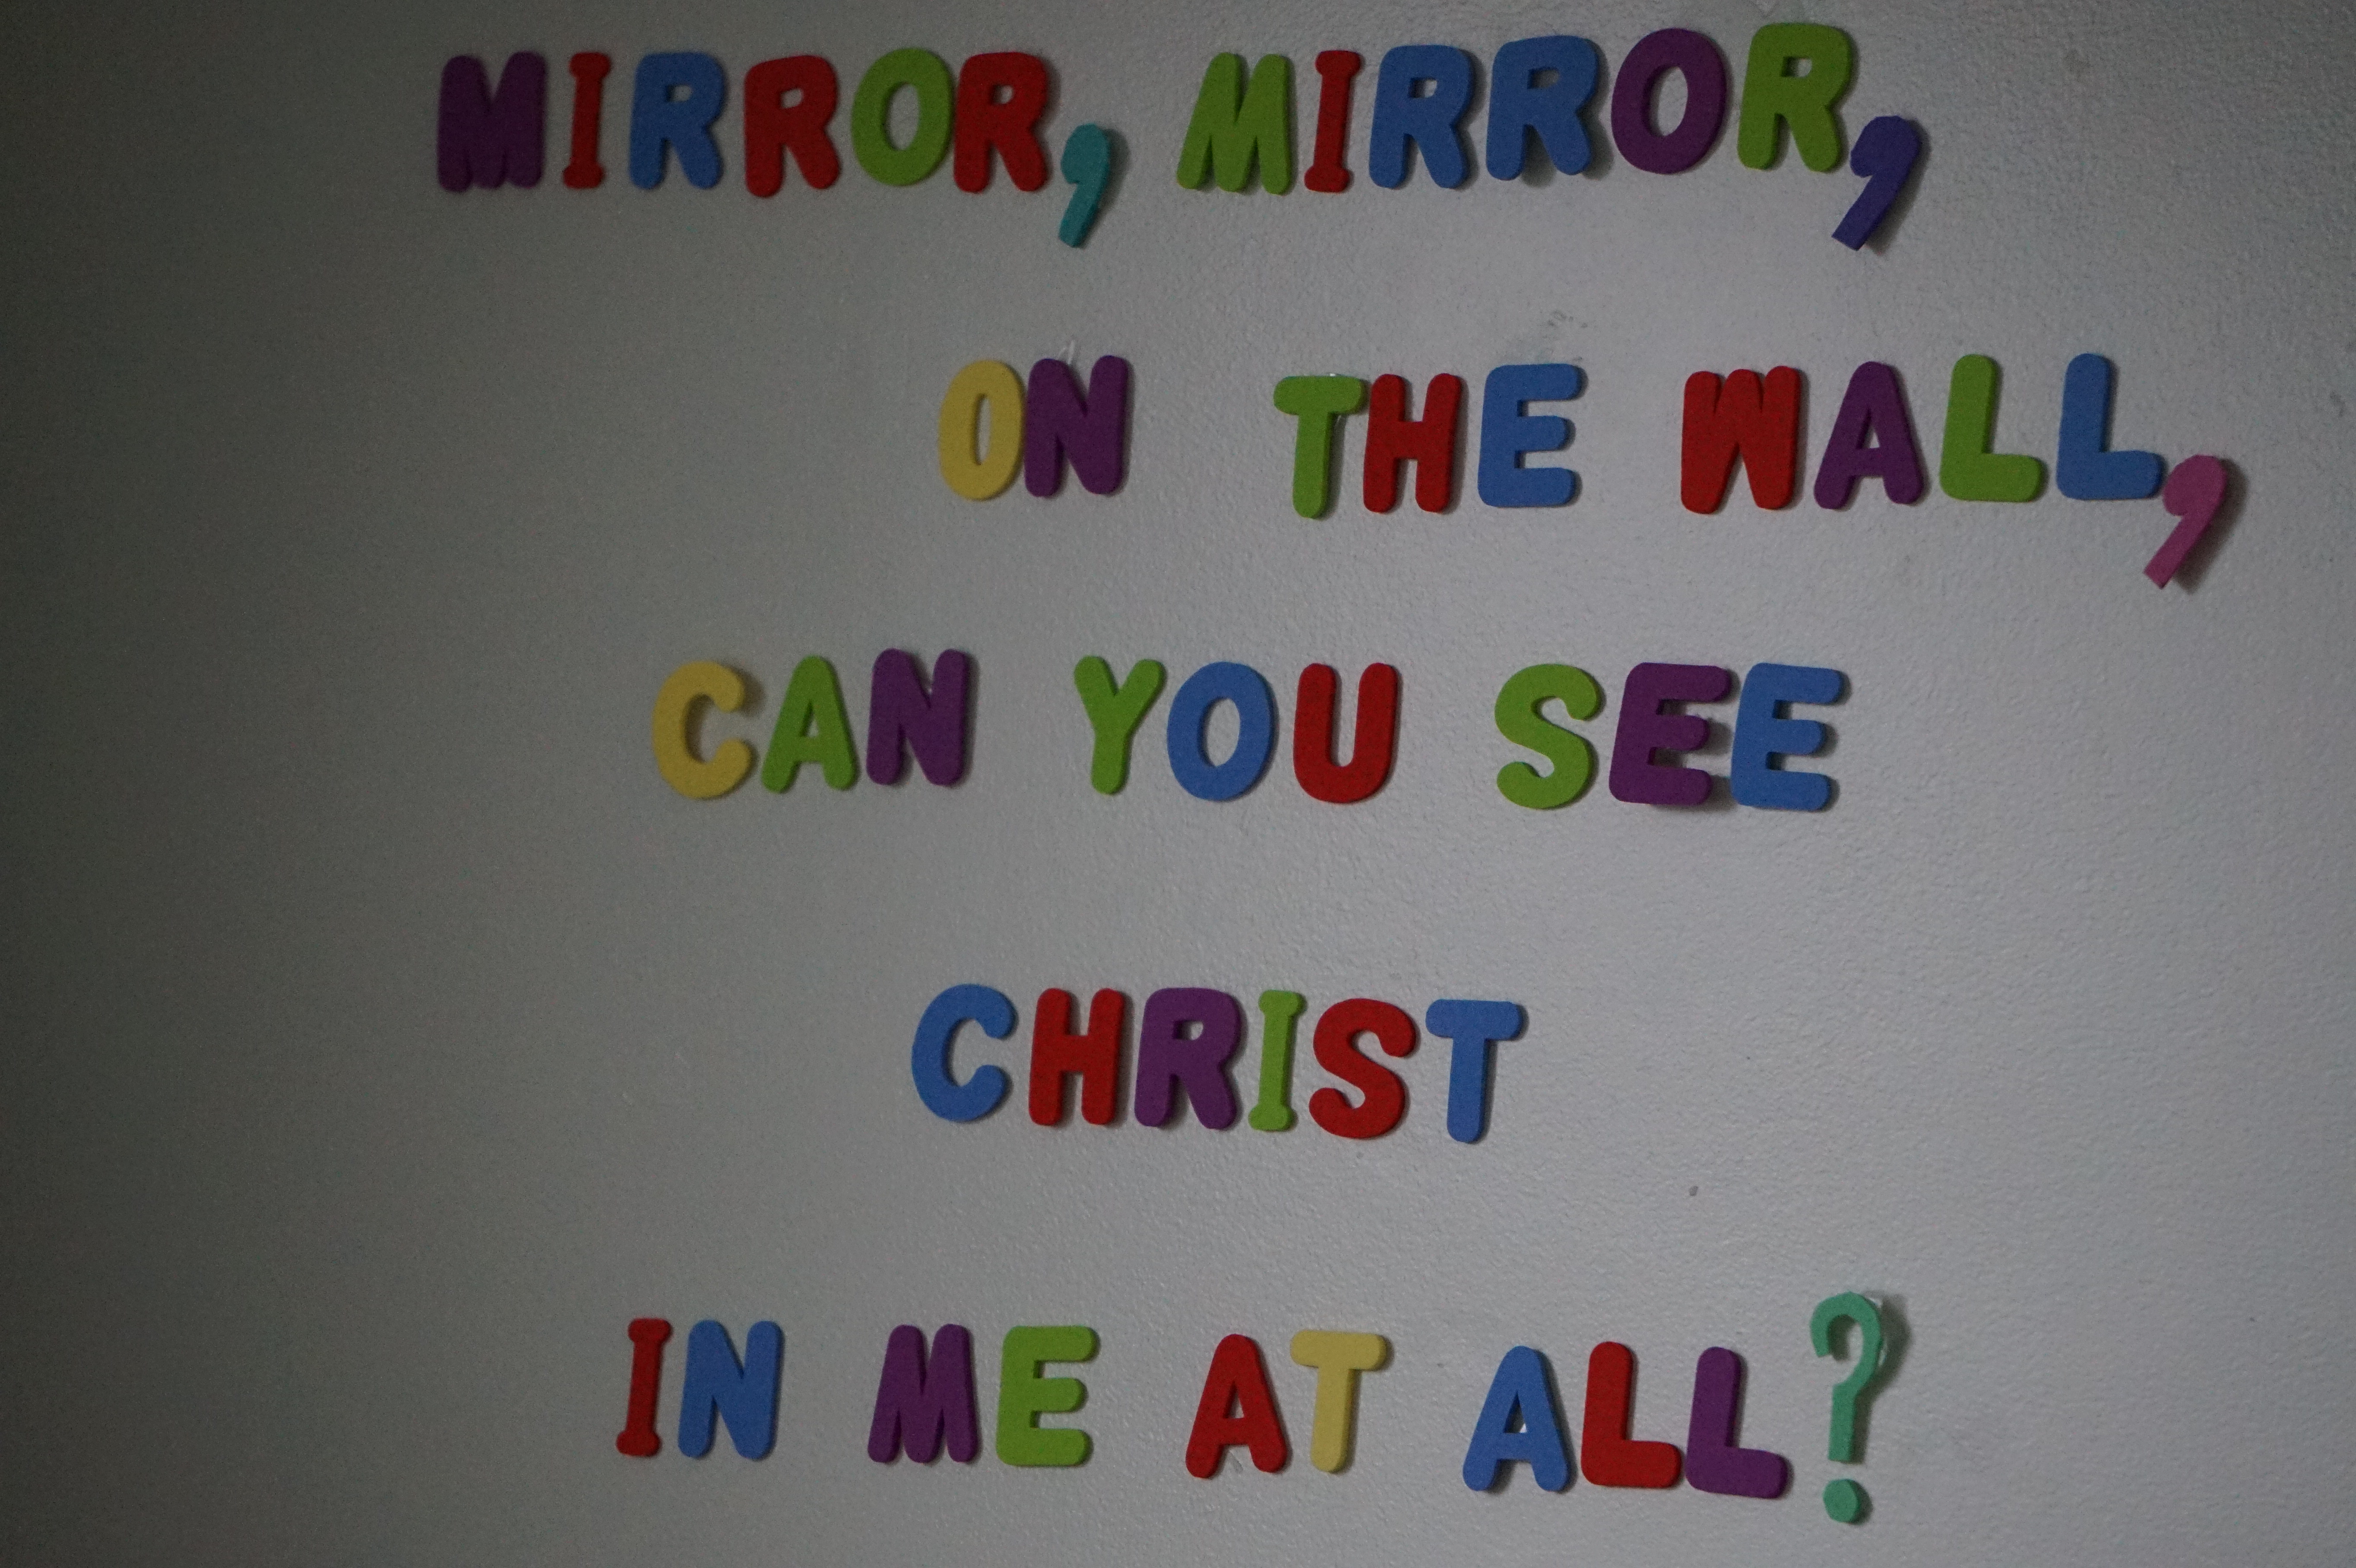 MIRROR, MIRROR,
ON THE WALL,
CAN YOU SEE
CHRIST
IN ME AT ALL?